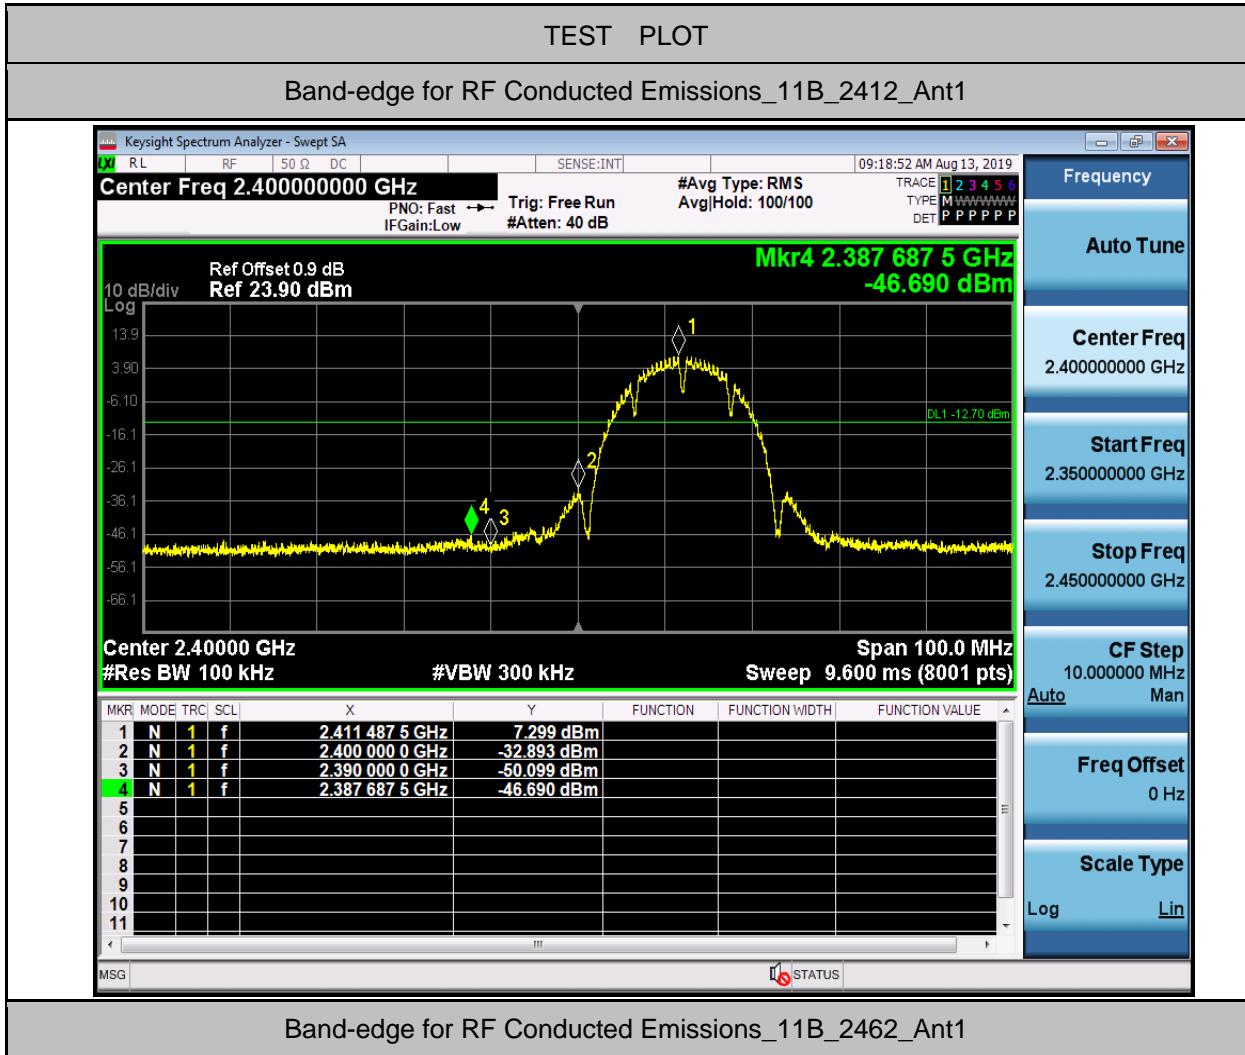 TEST PLOT
Band-edge for RF Conducted Emissions_11B_2412_Ant1
Keysight Spectrum Analyzer - Swept SA
LXI RL RF 50 Ω DC SENSE:INT 09:18:52 AM Aug 13, 2019
Center Freq 2.400000000 GHz
PNO: Fast
IFGain:Low
Trig: Free Run
#Atten: 40 dB
#Avg Type: RMS
Avg|Hold: 100/100
TRACE 1 2 3 4 5 6
TYPE M WWWWW
DET P P P P P P
Mkr4 2.387 687 5 GHz
-46.690 dBm
Ref Offset 0.9 dB
10 dB/div Ref 23.90 dBm
Log
13.9
3.90
-6.10
-16.1
-26.1
-36.1
-46.1
-56.1
-66.1
1
2
4
3
DL1 -12.70 dBm
Center 2.40000 GHz Span 100.0 MHz
#Res BW 100 kHz #VBW 300 kHz Sweep 9.600 ms (8001 pts)
MKR MODE TRC SCL X Y FUNCTION FUNCTION WIDTH FUNCTION VALUE
1 N 1 f 2.411 487 5 GHz 7.299 dBm
2 N 1 f 2.400 000 0 GHz -32.893 dBm
3 N 1 f 2.390 000 0 GHz -50.099 dBm
4 N 1 f 2.387 687 5 GHz -46.690 dBm
5
6
7
8
9
10
11
MSG STATUS
Frequency
Auto Tune
Center Freq
2.400000000 GHz
Start Freq
2.350000000 GHz
Stop Freq
2.450000000 GHz
CF Step
10.000000 MHz
Auto Man
Freq Offset
0 Hz
Scale Type
Log Lin
Band-edge for RF Conducted Emissions_11B_2462_Ant1